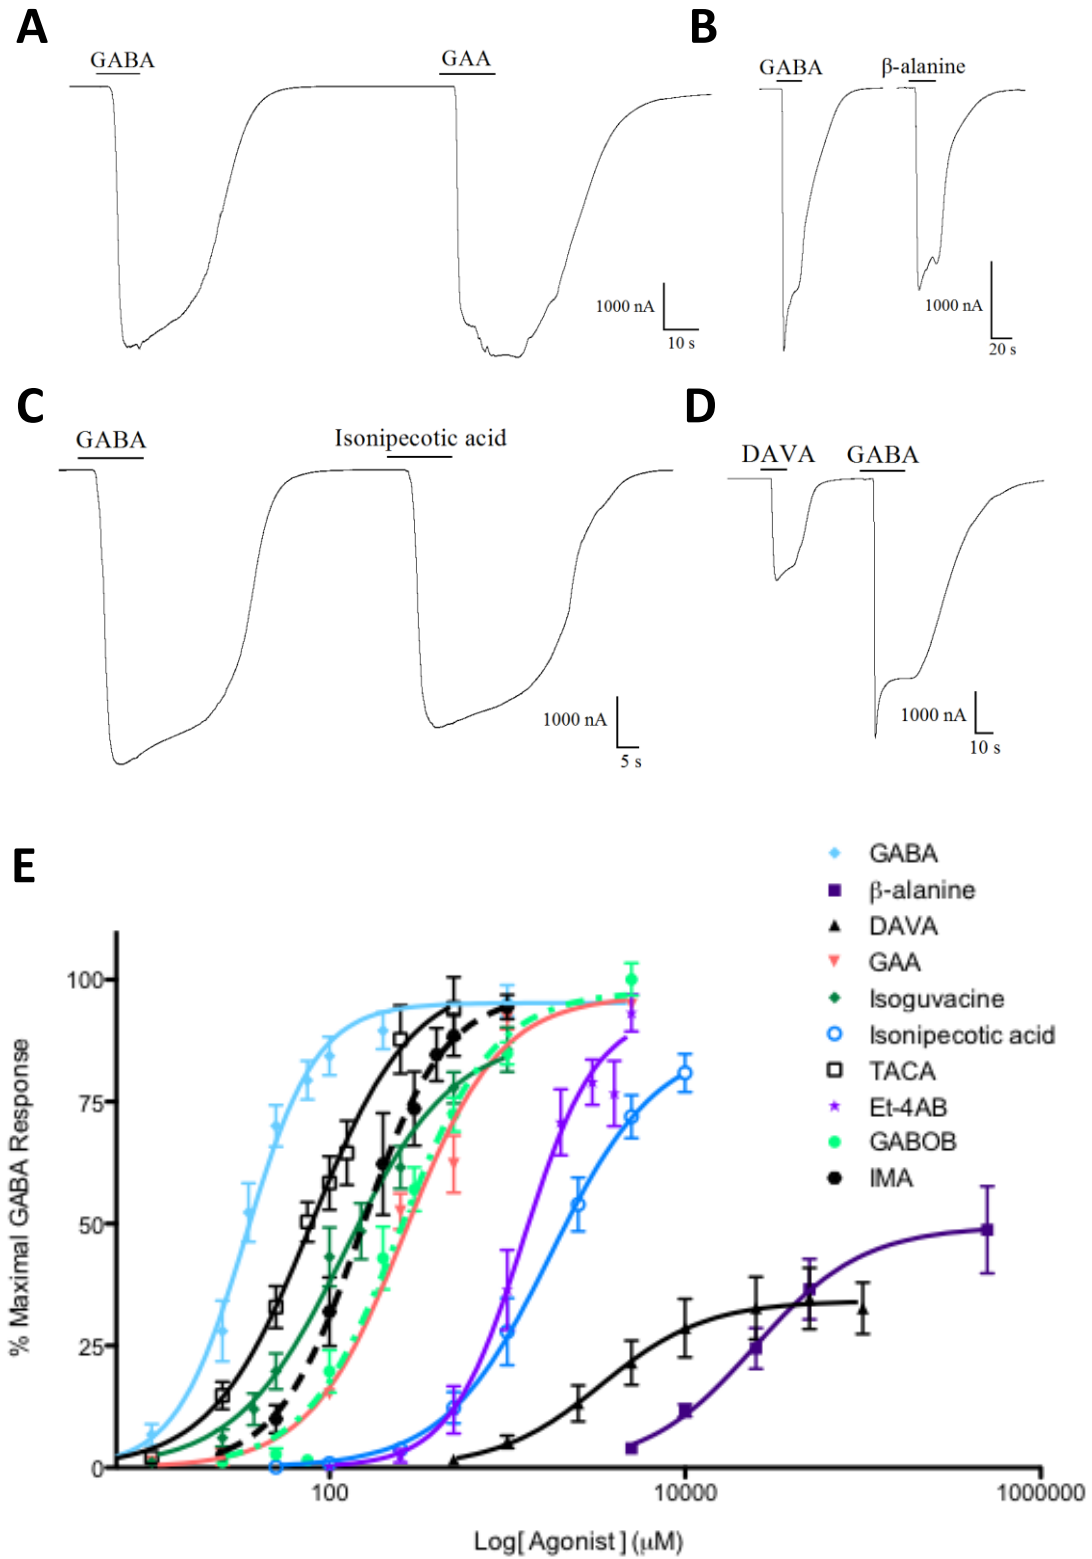 A
GABA
GAA
1000 nA
10 s
B
GABA
β-alanine
1000 nA
20 s
C
GABA
Isonipecotic acid
1000 nA
5 s
D
DAVA
GABA
1000 nA
10 s
E
GABA
β-alanine
DAVA
GAA
Isoguvacine
Isonipecotic acid
TACA
Et-4AB
GABOB
IMA
% Maximal GABA Response
100
75
50
25
0
100
10000
1000000
Log[Agonist] (μM)